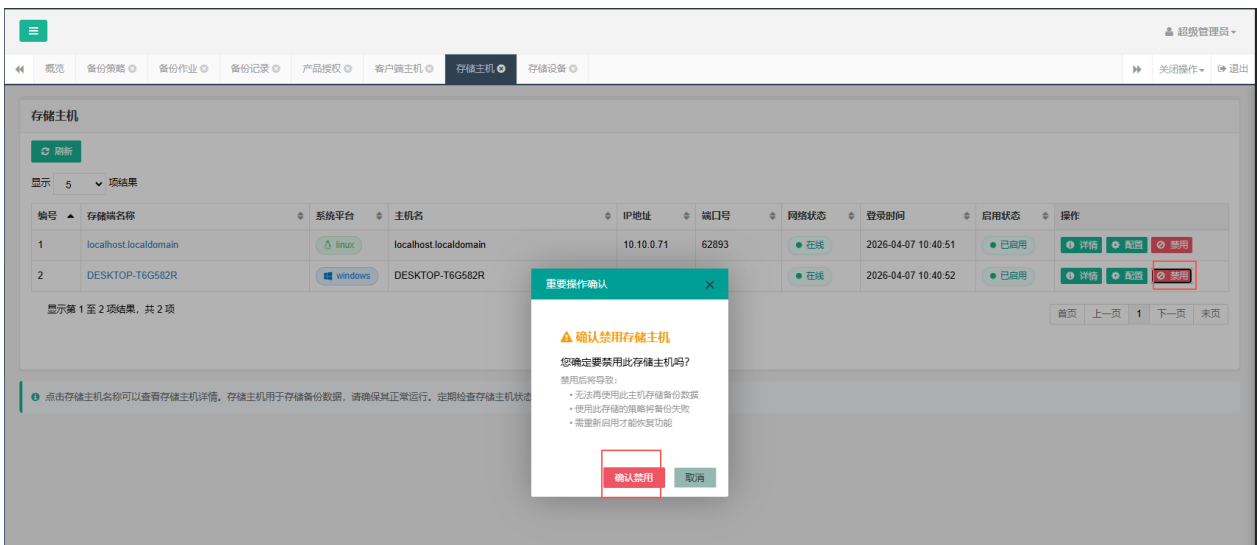 超级管理员
概览 备份策略 备份作业 备份记录 产品授权 客户端主机 存储主机 存储设备 关闭操作 退出
存储主机
刷新
显示 5 项结果
编号 存储端名称 系统平台 主机名 IP地址 端口号 网络状态 登录时间 启用状态 操作
1 localhost.localdomain linux localhost.localdomain 10.10.0.71 62893 在线 2026-04-07 10:40:51 已启用 详情 配置 禁用
2 DESKTOP-T6G582R windows DESKTOP-T6G582R 在线 2026-04-07 10:40:52 已启用 详情 配置 禁用
显示第 1 至 2 项结果，共 2 项
首页 上一页 1 下一页 末页
重要操作确认
确认禁用存储主机
您确定要禁用此存储主机吗？
禁用后将导致：
• 无法再使用此主机存储备份数据
• 使用此存储的策略将备份失败
• 需重新启用才能恢复功能
确认禁用 取消
点击存储主机名称可以查看存储主机详情。存储主机用于存储备份数据，请确保其正常运行。定期检查存储主机状态